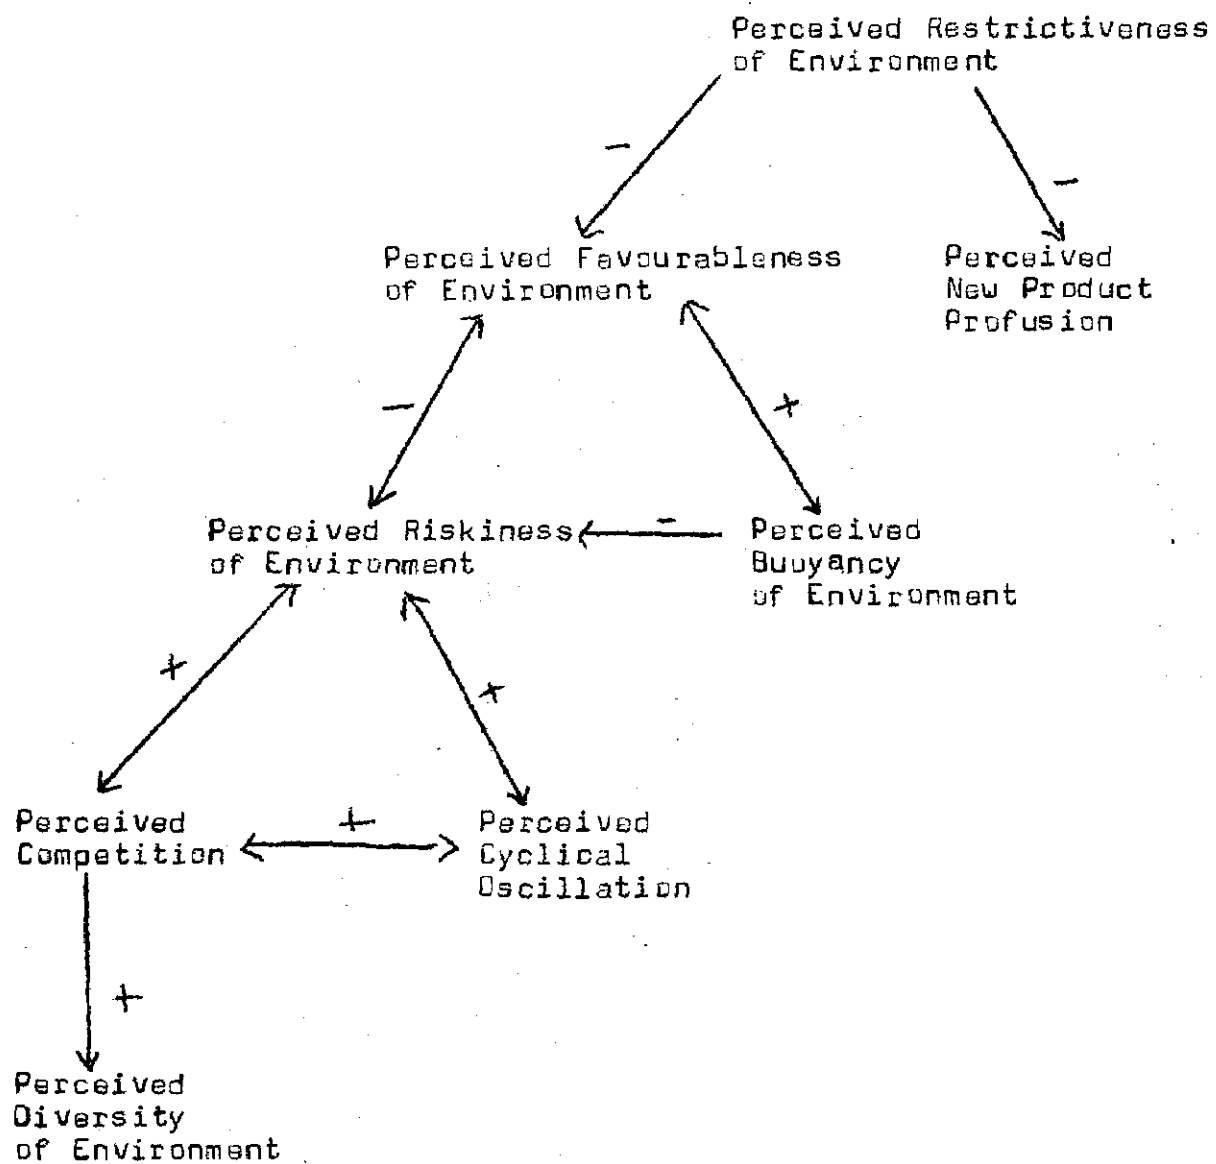 Perceived Restrictiveness
of Environment
−
−
Perceived Favourableness
of Environment
Perceived
New Product
Profusion
−
+
Perceived Riskiness
of Environment
-
Perceived
Buoyancy
of Environment
+
+
Perceived
Competition
+
Perceived
Cyclical
Oscillation
+
Perceived
Diversity
of Environment